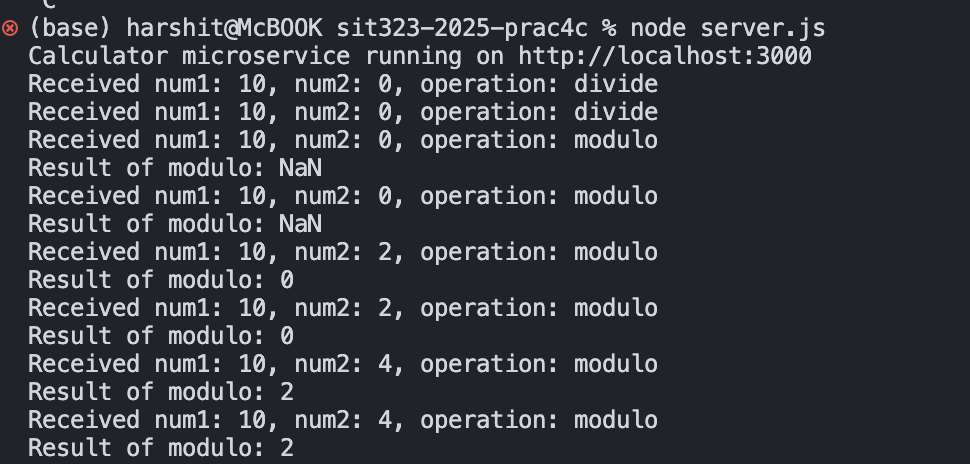 C
(base) harshit@McBOOK sit323-2025-prac4c % node server.js
Calculator microservice running on http://localhost:3000
Received num1: 10, num2: 0, operation: divide
Received num1: 10, num2: 0, operation: divide
Received num1: 10, num2: 0, operation: modulo
Result of modulo: NaN
Received num1: 10, num2: 0, operation: modulo
Result of modulo: NaN
Received num1: 10, num2: 2, operation: modulo
Result of modulo: 0
Received num1: 10, num2: 2, operation: modulo
Result of modulo: 0
Received num1: 10, num2: 4, operation: modulo
Result of modulo: 2
Received num1: 10, num2: 4, operation: modulo
Result of modulo: 2